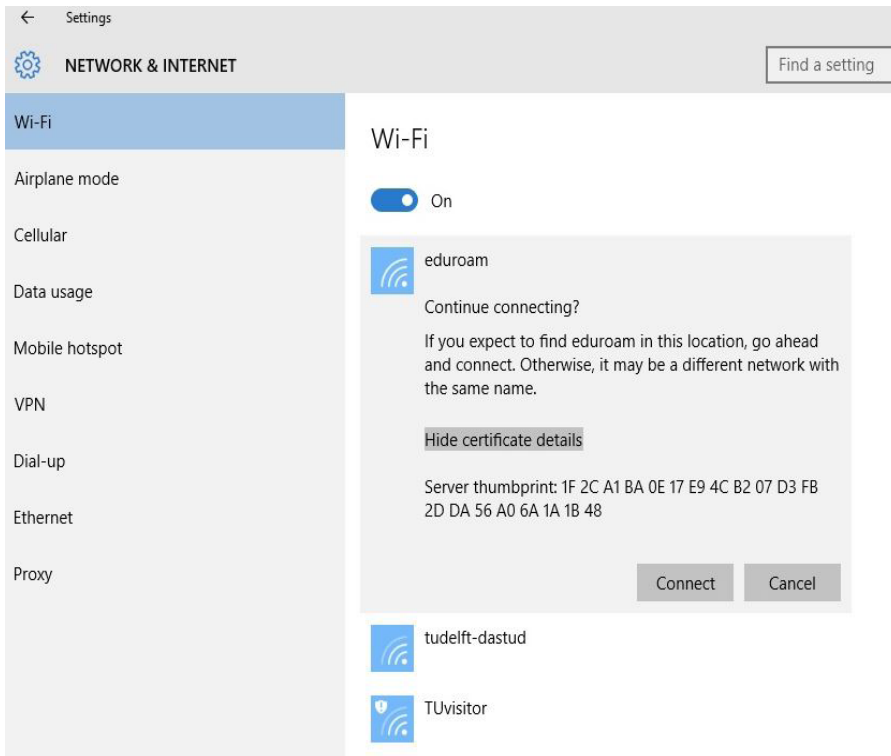 Settings
NETWORK & INTERNET
Find a setting
Wi-Fi
Airplane mode
Cellular
Data usage
Mobile hotspot
VPN
Dial-up
Ethernet
Proxy
Wi-Fi
On
eduroam
Continue connecting?
If you expect to find eduroam in this location, go ahead
and connect. Otherwise, it may be a different network with
the same name.
Hide certificate details
Server thumbprint: 1F 2C A1 BA 0E 17 E9 4C B2 07 D3 FB
2D DA 56 A0 6A 1A 1B 48
Connect Cancel
tudelft-dastud
TUvisitor